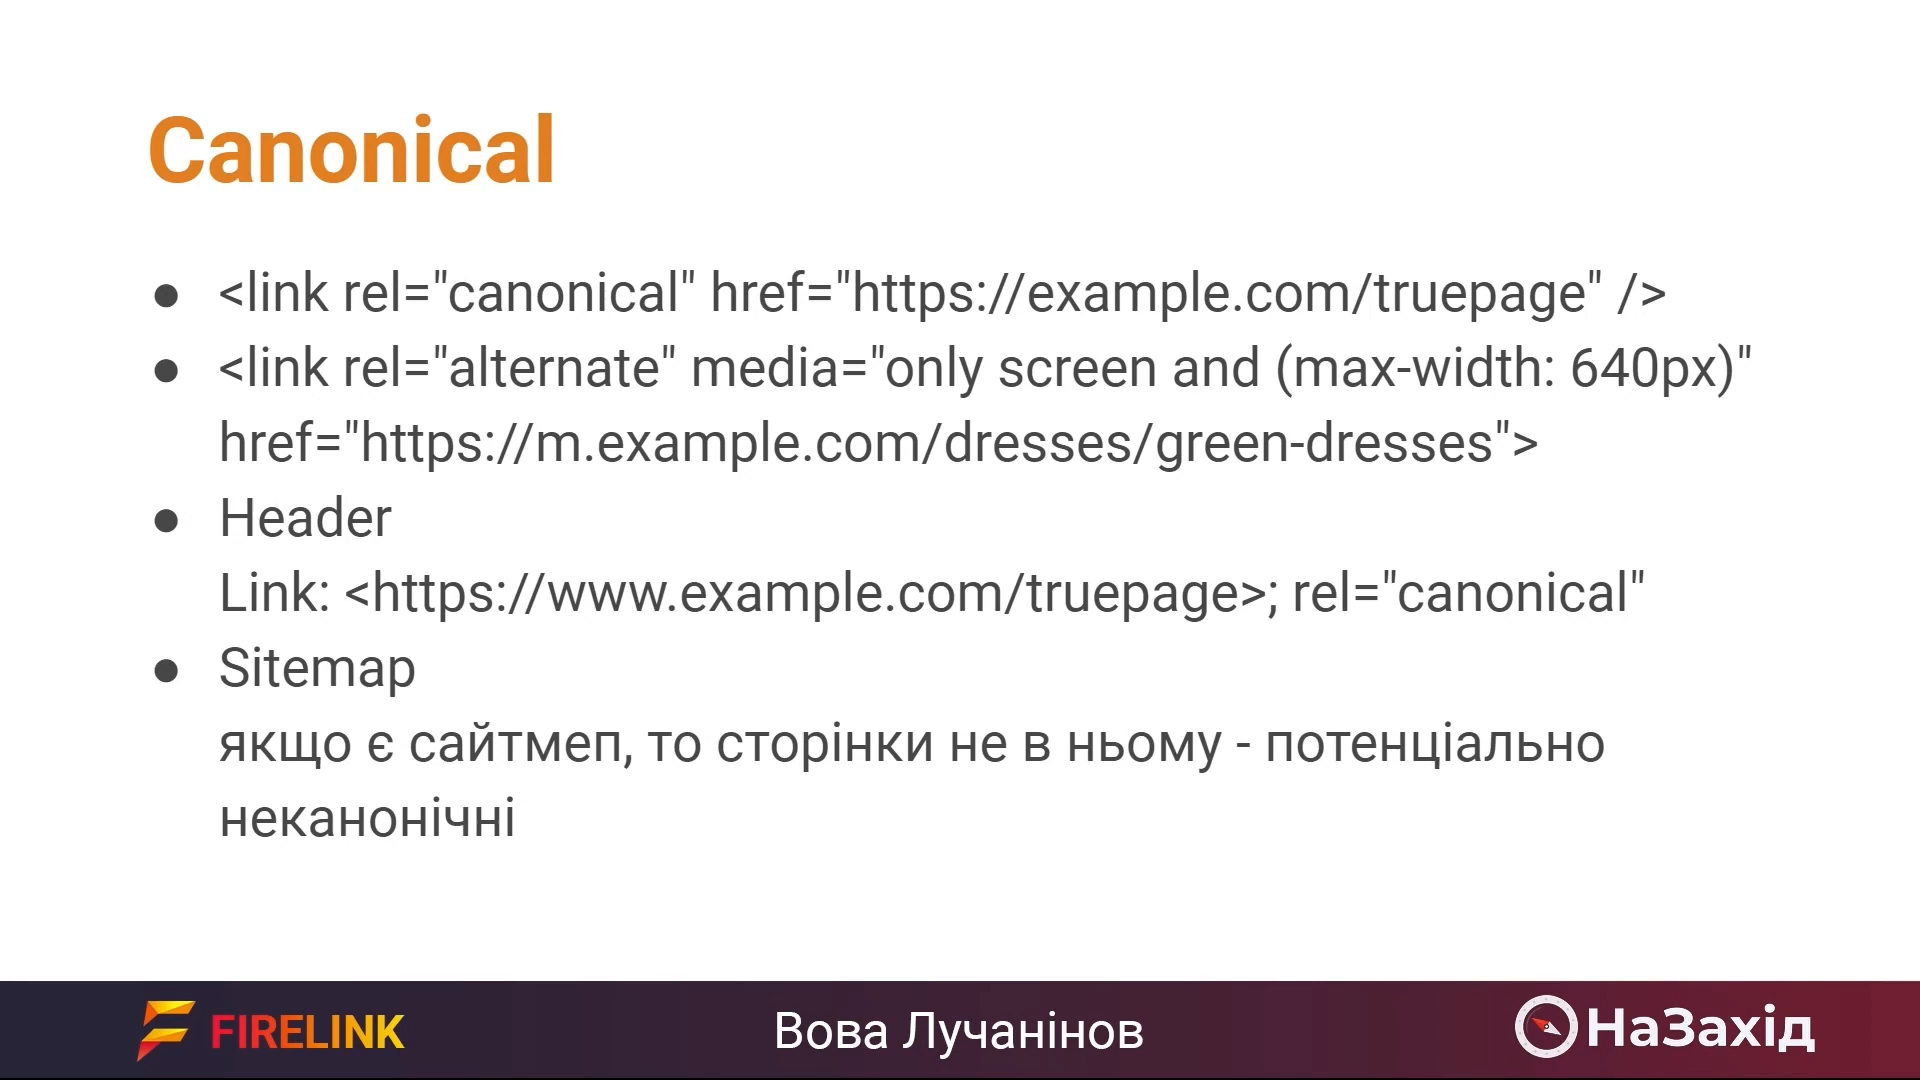 Canonical
● <link rel="canonical" href="https://example.com/truepage" />
● <link rel="alternate" media="only screen and (max-width: 640px)"
href="https://m.example.com/dresses/green-dresses">
● Header
Link: <https://www.example.com/truepage>; rel="canonical"
● Sitemap
якщо є сайтмеп, то сторінки не в ньому - потенціально
неканонічні
FIRELINK
Вова Лучанінов
НаЗахід